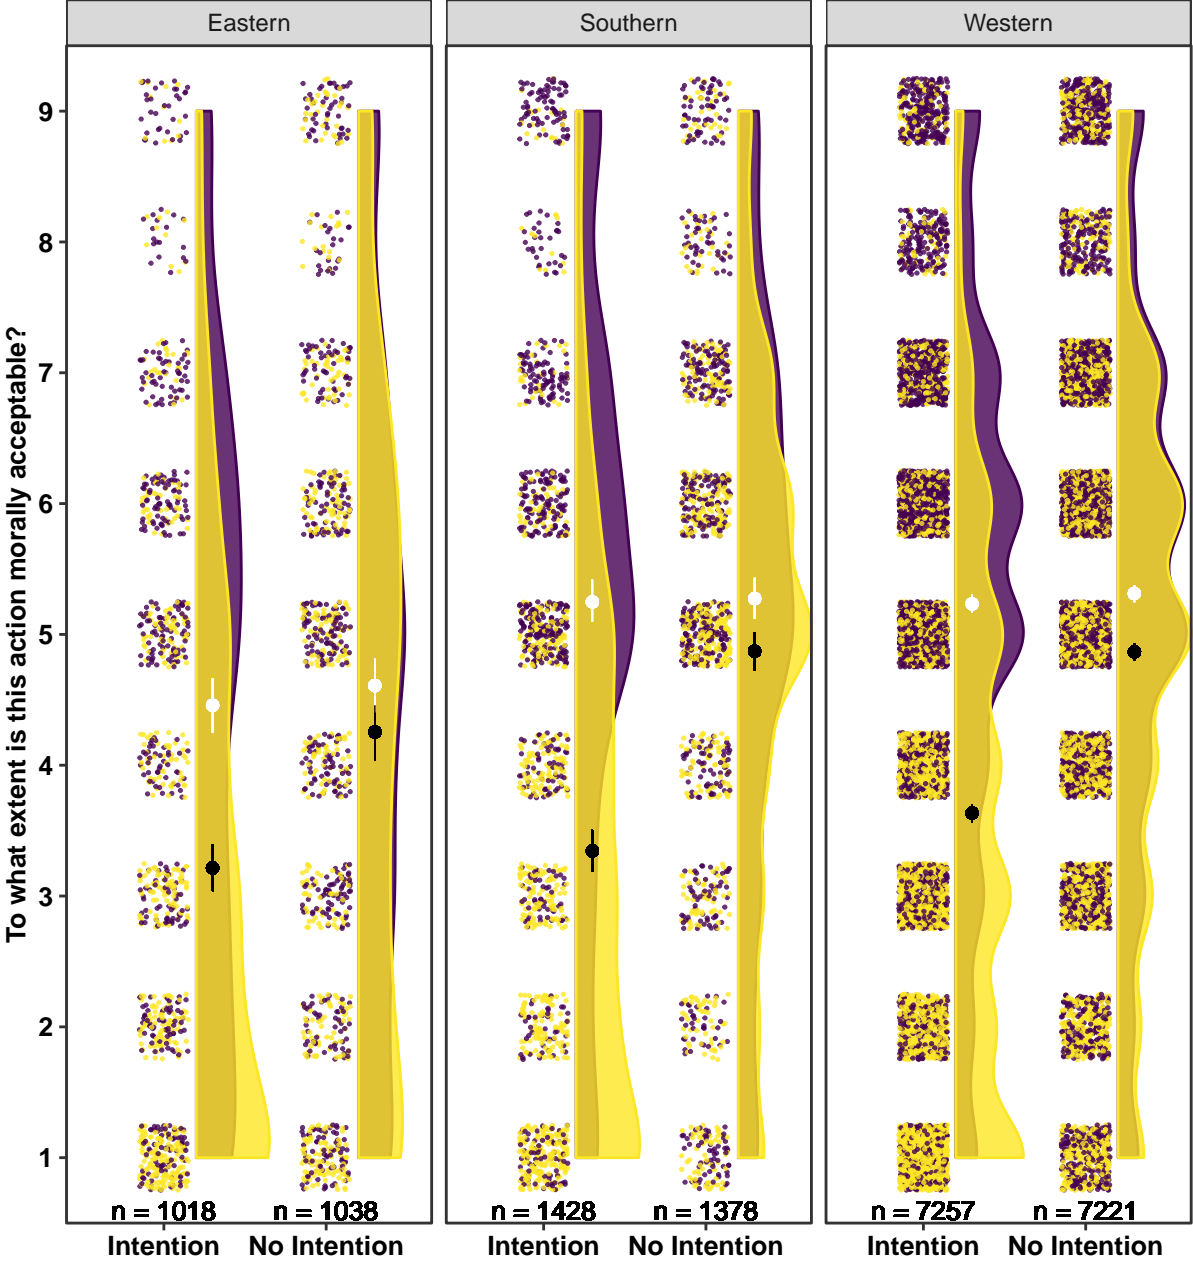 Eastern
Southern
Western
To what extent is this action morally acceptable?
9
8
7
6
5
4
3
2
1
n = 1018
n = 1038
n = 1428
n = 1378
n = 7257
n = 7221
Intention
No Intention
Intention
No Intention
Intention
No Intention